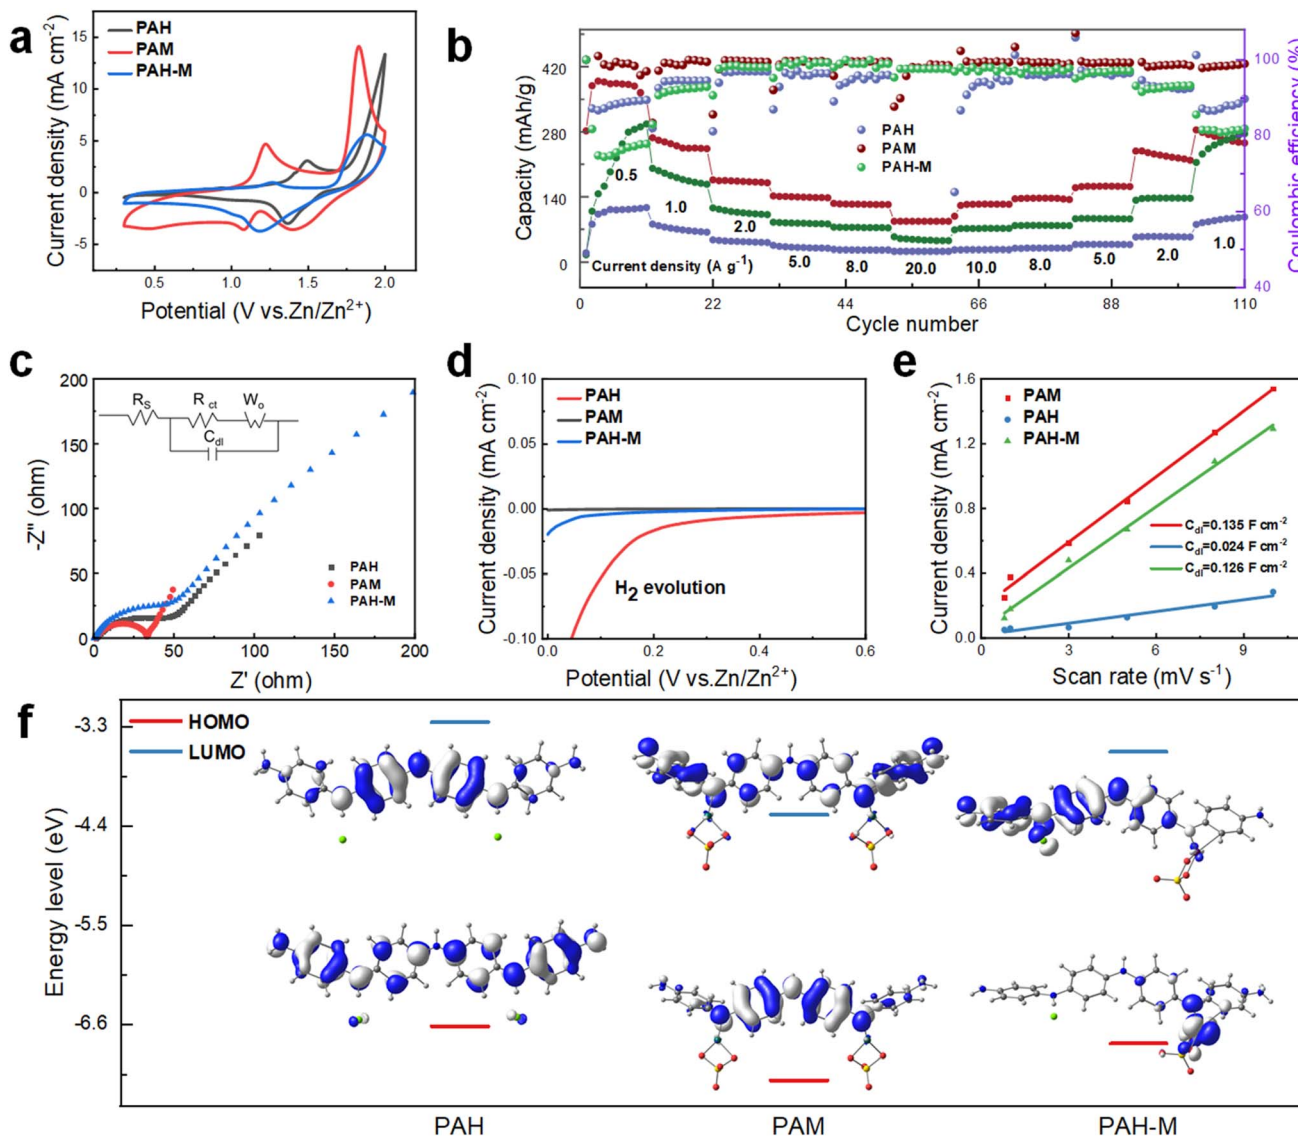 a
PAH
PAM
PAH-M
Current density (mA cm⁻²)
15
10
5
0
-5
0.5
1.0
1.5
2.0
Potential (V vs.Zn/Zn²⁺)
b
Capacity (mAh/g)
420
280
140
0
PAH
PAM
PAH-M
0.5
1.0
2.0
5.0
8.0
20.0
10.0
8.0
5.0
2.0
1.0
Current density (A g⁻¹)
0
22
44
66
88
110
Cycle number
100
80
60
40
Coulombic efficiency (%)
c
-Z'' (ohm)
200
150
100
50
0
R_S
R_ct
W_o
C_dl
PAH
PAM
PAH-M
0
50
100
150
200
Z' (ohm)
d
Current density (mA cm⁻²)
0.10
0.05
0.00
-0.05
-0.10
PAH
PAM
PAH-M
H₂ evolution
0.0
0.2
0.4
0.6
Potential (V vs.Zn/Zn²⁺)
e
Current density (mA cm⁻²)
1.6
1.2
0.8
0.4
0.0
PAM
PAH
PAH-M
C_dl=0.135 F cm⁻²
C_dl=0.024 F cm⁻²
C_dl=0.126 F cm⁻²
3
6
9
Scan rate (mV s⁻¹)
f
Energy level (eV)
-3.3
-4.4
-5.5
-6.6
HOMO
LUMO
PAH
PAM
PAH-M